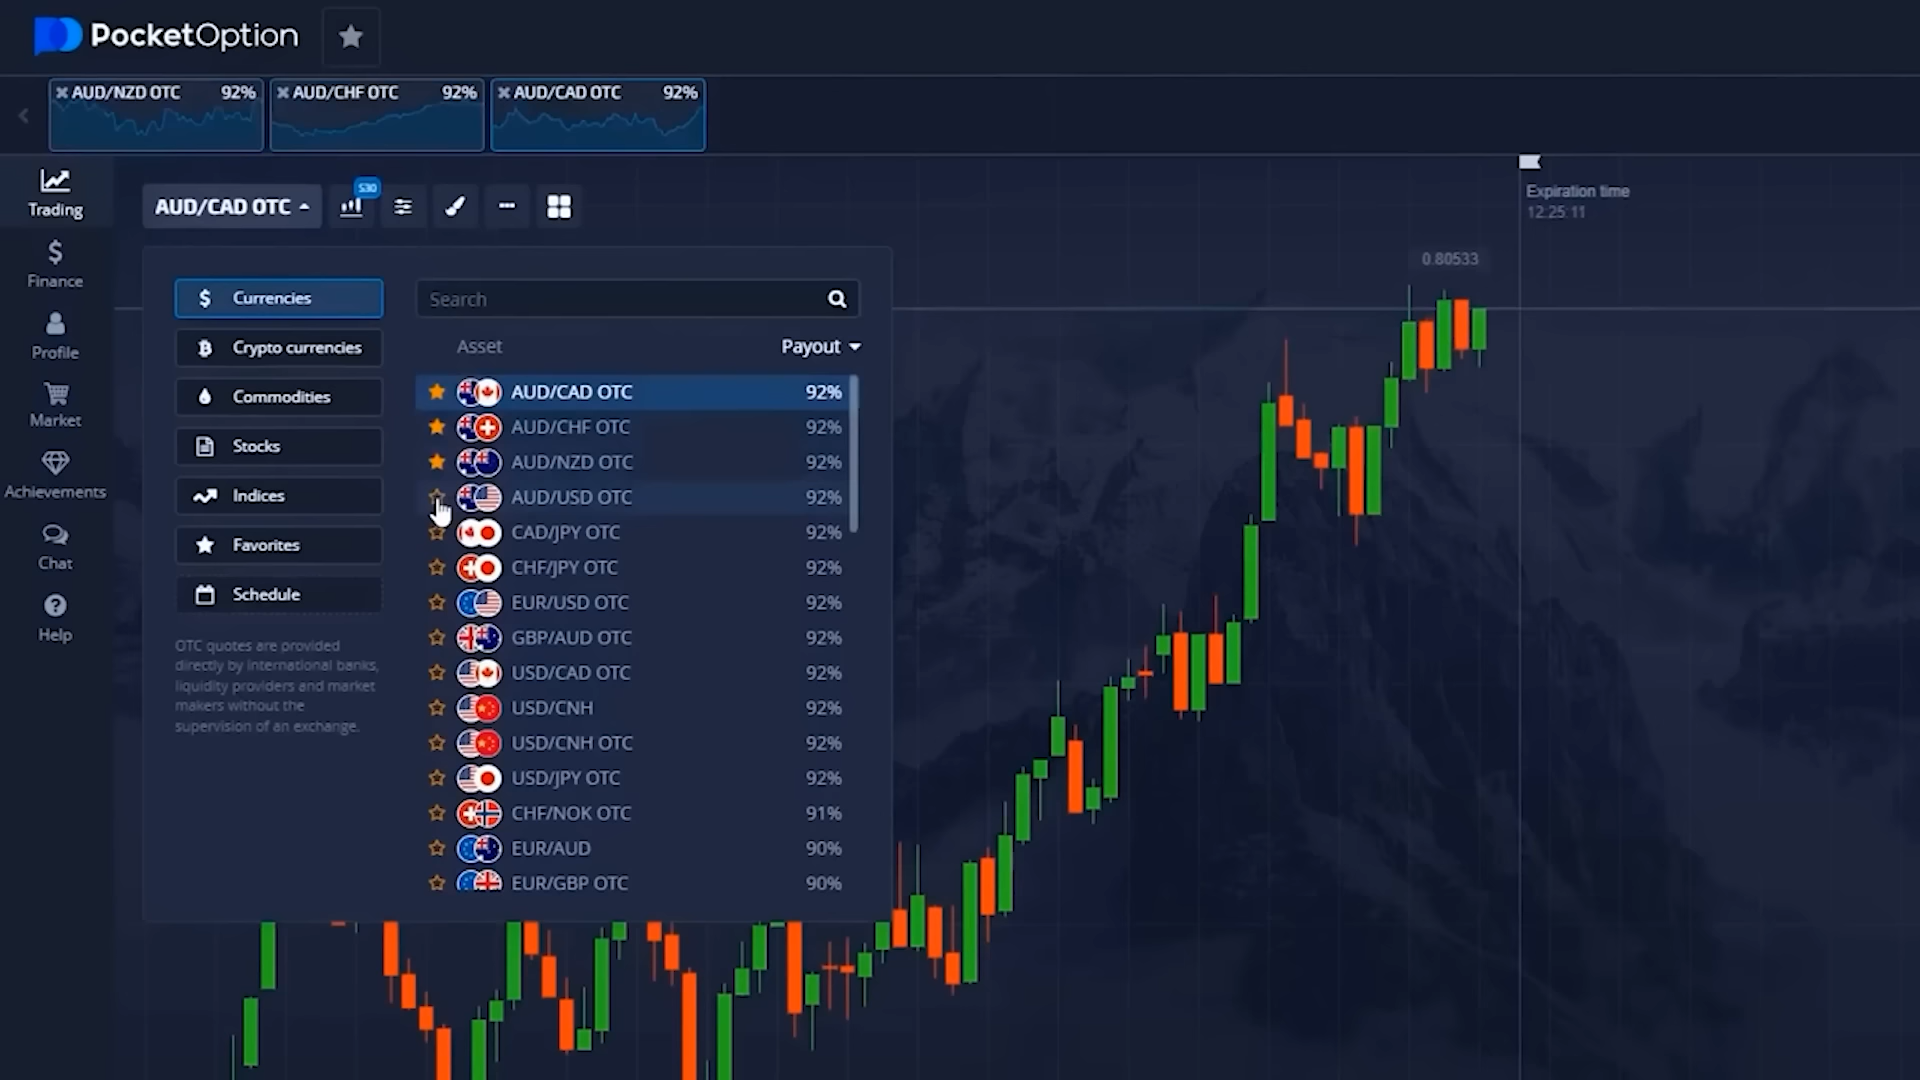 PocketOption
AUD/NZD OTC 92%
AUD/CHF OTC 92%
AUD/CAD OTC 92%
Trading
Finance
Profile
Market
Achievements
Chat
Help
AUD/CAD OTC
S30
Expiration time
12:25:11
0.80533
Currencies
Crypto currencies
Commodities
Stocks
Indices
Favorites
Schedule
OTC quotes are provided
directly by international banks,
liquidity providers and market
makers without the
supervision of an exchange.
Search
Asset Payout
AUD/CAD OTC 92%
AUD/CHF OTC 92%
AUD/NZD OTC 92%
AUD/USD OTC 92%
CAD/JPY OTC 92%
CHF/JPY OTC 92%
EUR/USD OTC 92%
GBP/AUD OTC 92%
USD/CAD OTC 92%
USD/CNH 92%
USD/CNH OTC 92%
USD/JPY OTC 92%
CHF/NOK OTC 91%
EUR/AUD 90%
EUR/GBP OTC 90%